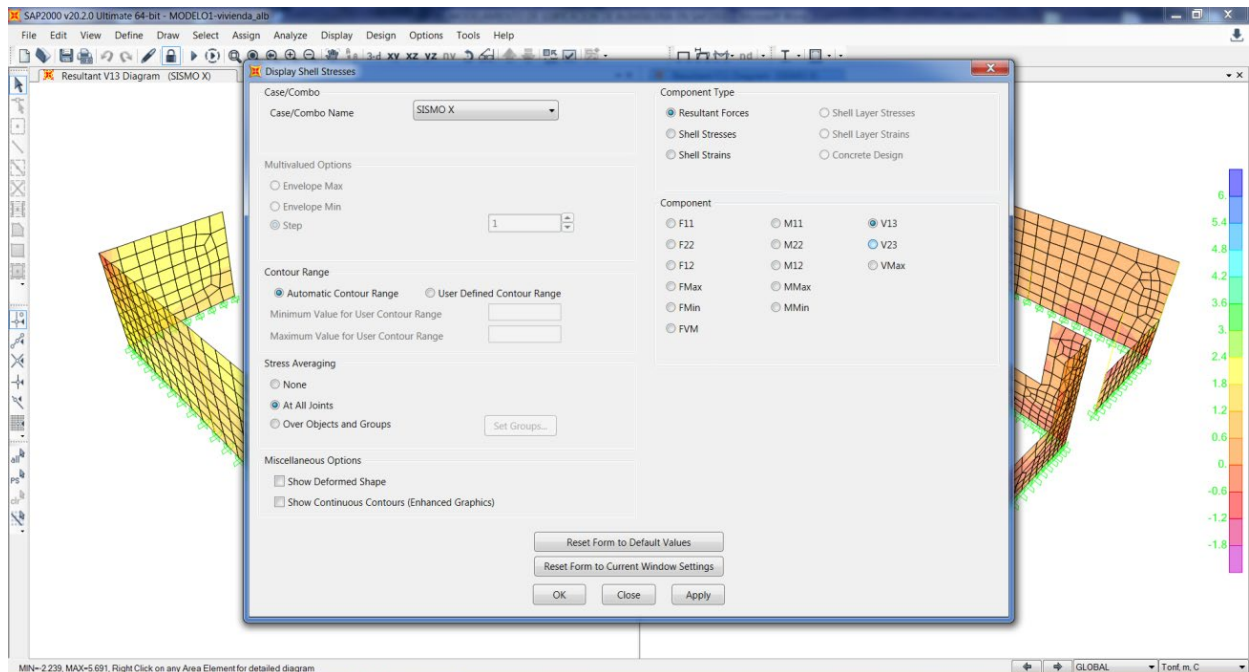 SAP2000 v20.2.0 Ultimate 64-bit - MODELO1-vivienda_alb
File Edit View Define Draw Select Assign Analyze Display Design Options Tools Help
3-d xy xz yz nv
nd
Resultant V13 Diagram (SISMO X)
Display Shell Stresses
Case/Combo
Case/Combo Name SISMO X
Multivalued Options
Envelope Max
Envelope Min
Step 1
Contour Range
Automatic Contour Range User Defined Contour Range
Minimum Value for User Contour Range
Maximum Value for User Contour Range
Stress Averaging
None
At All Joints
Over Objects and Groups Set Groups...
Miscellaneous Options
Show Deformed Shape
Show Continuous Contours (Enhanced Graphics)
Component Type
Resultant Forces Shell Layer Stresses
Shell Stresses Shell Layer Strains
Shell Strains Concrete Design
Component
F11 M11 V13
F22 M22 V23
F12 M12 VMax
FMax MMax
FMin MMin
FVM
Reset Form to Default Values
Reset Form to Current Window Settings
OK Close Apply
6.
5.4
4.8
4.2
3.6
3.
2.4
1.8
1.2
0.6
0.
-0.6
-1.2
-1.8
all
PS
clr
MIN=-2.239, MAX=5.691, Right Click on any Area Element for detailed diagram
GLOBAL Tonf, m, C